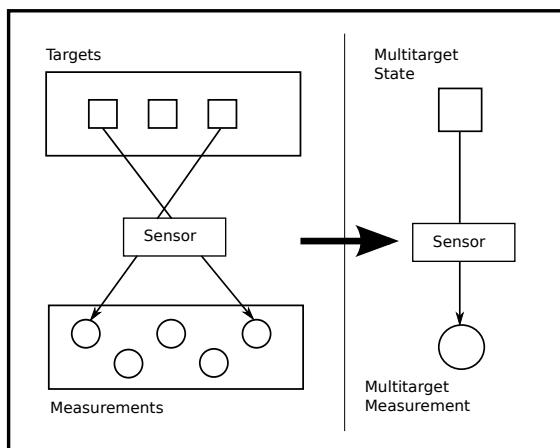 Targets
Sensor
Measurements
Multitarget
State
Sensor
Multitarget
Measurement